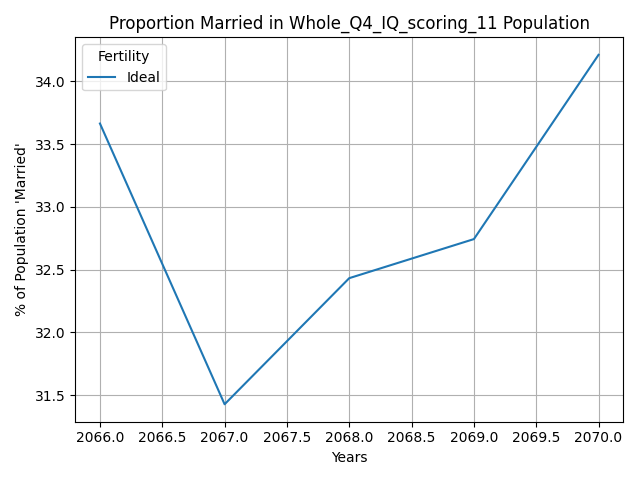 Proportion Married in Whole_Q4_IQ_scoring_11 Population
Fertility
Ideal
34.0
33.5
33.0
32.5
32.0
31.5
% of Population 'Married'
2066.0 2066.5 2067.0 2067.5 2068.0 2068.5 2069.0 2069.5 2070.0
Years